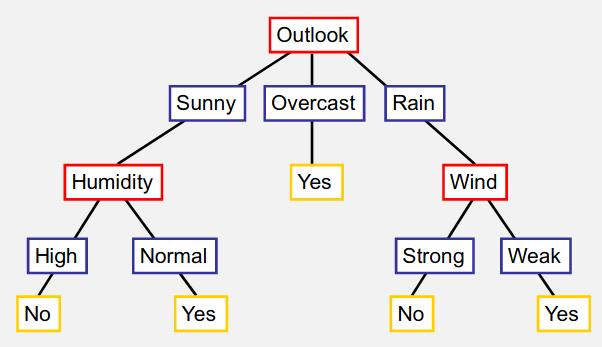 Outlook
Sunny Overcast Rain
Humidity Yes Wind
High Normal Strong Weak
No Yes No Yes